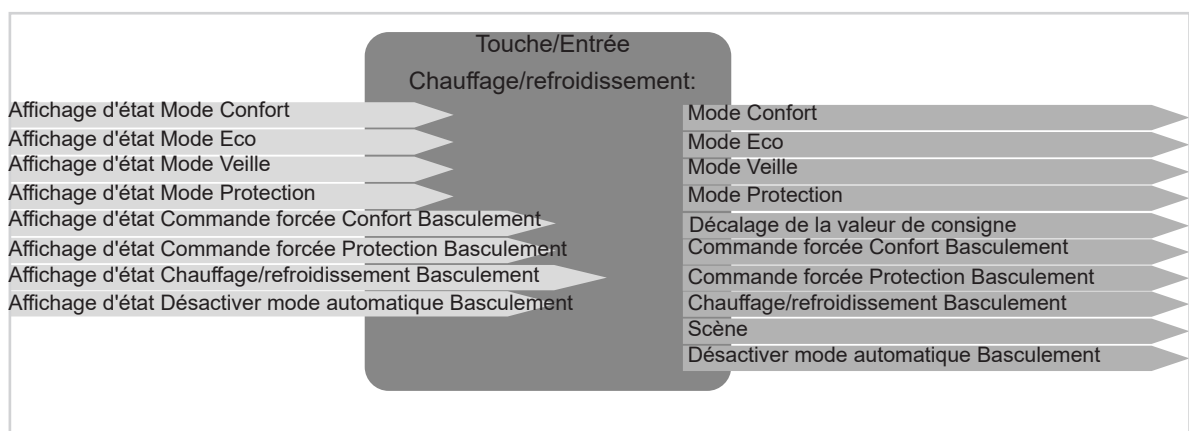 Touche/Entrée
Chauffage/refroidissement:
Affichage d'état Mode Confort
Affichage d'état Mode Eco
Affichage d'état Mode Veille
Affichage d'état Mode Protection
Affichage d'état Commande forcée Confort Basculement
Affichage d'état Commande forcée Protection Basculement
Affichage d'état Chauffage/refroidissement Basculement
Affichage d'état Désactiver mode automatique Basculement
Mode Confort
Mode Eco
Mode Veille
Mode Protection
Décalage de la valeur de consigne
Commande forcée Confort Basculement
Commande forcée Protection Basculement
Chauffage/refroidissement Basculement
Scène
Désactiver mode automatique Basculement